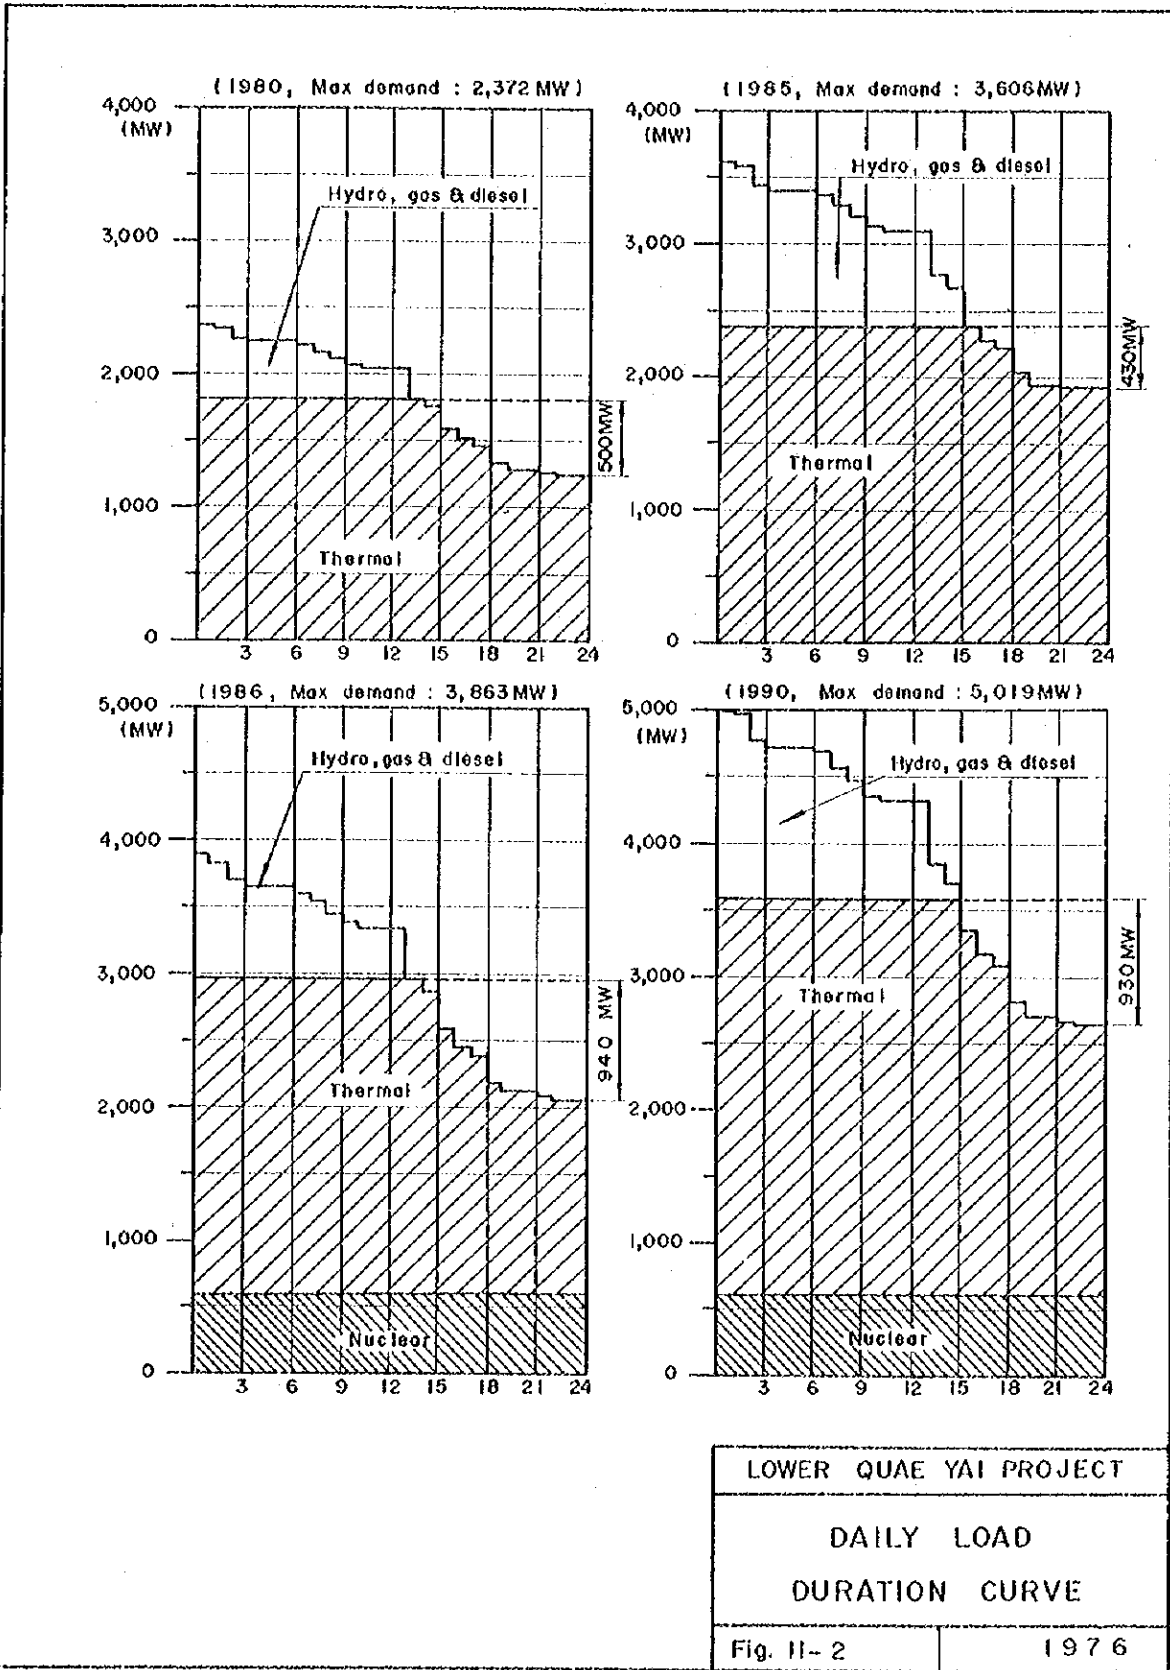 (1980, Max demand : 2,372 MW)
4,000
(MW)
Hydro, gas & diesel
3,000
2,000
500MW
1,000
Thermal
0
3 6 9 12 15 18 21 24
(1985, Max demand : 3,606MW)
4,000
(MW)
Hydro, gas & diesel
3,000
430MW
2,000
Thermal
1,000
0
3 6 9 12 15 18 21 24
(1986, Max demand : 3,863MW)
5,000
(MW)
Hydro, gas & diesel
4,000
3,000
940 MW
Thermal
2,000
1,000
Nuclear
0
3 6 9 12 15 18 21 24
(1990, Max demand : 5,019MW)
5,000
(MW)
Hydro, gas & diesel
4,000
3,000
930 MW
Thermal
2,000
1,000
Nuclear
0
3 6 9 12 15 18 21 24
LOWER QUAE YAI PROJECT
DAILY LOAD
DURATION CURVE
Fig. 11-2
1976